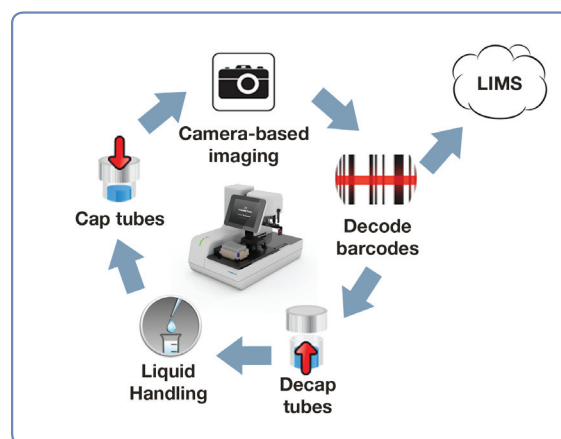 LIMS
Camera-based
imaging
Cap tubes
Decode
barcodes
Liquid
Handling
Decap
tubes